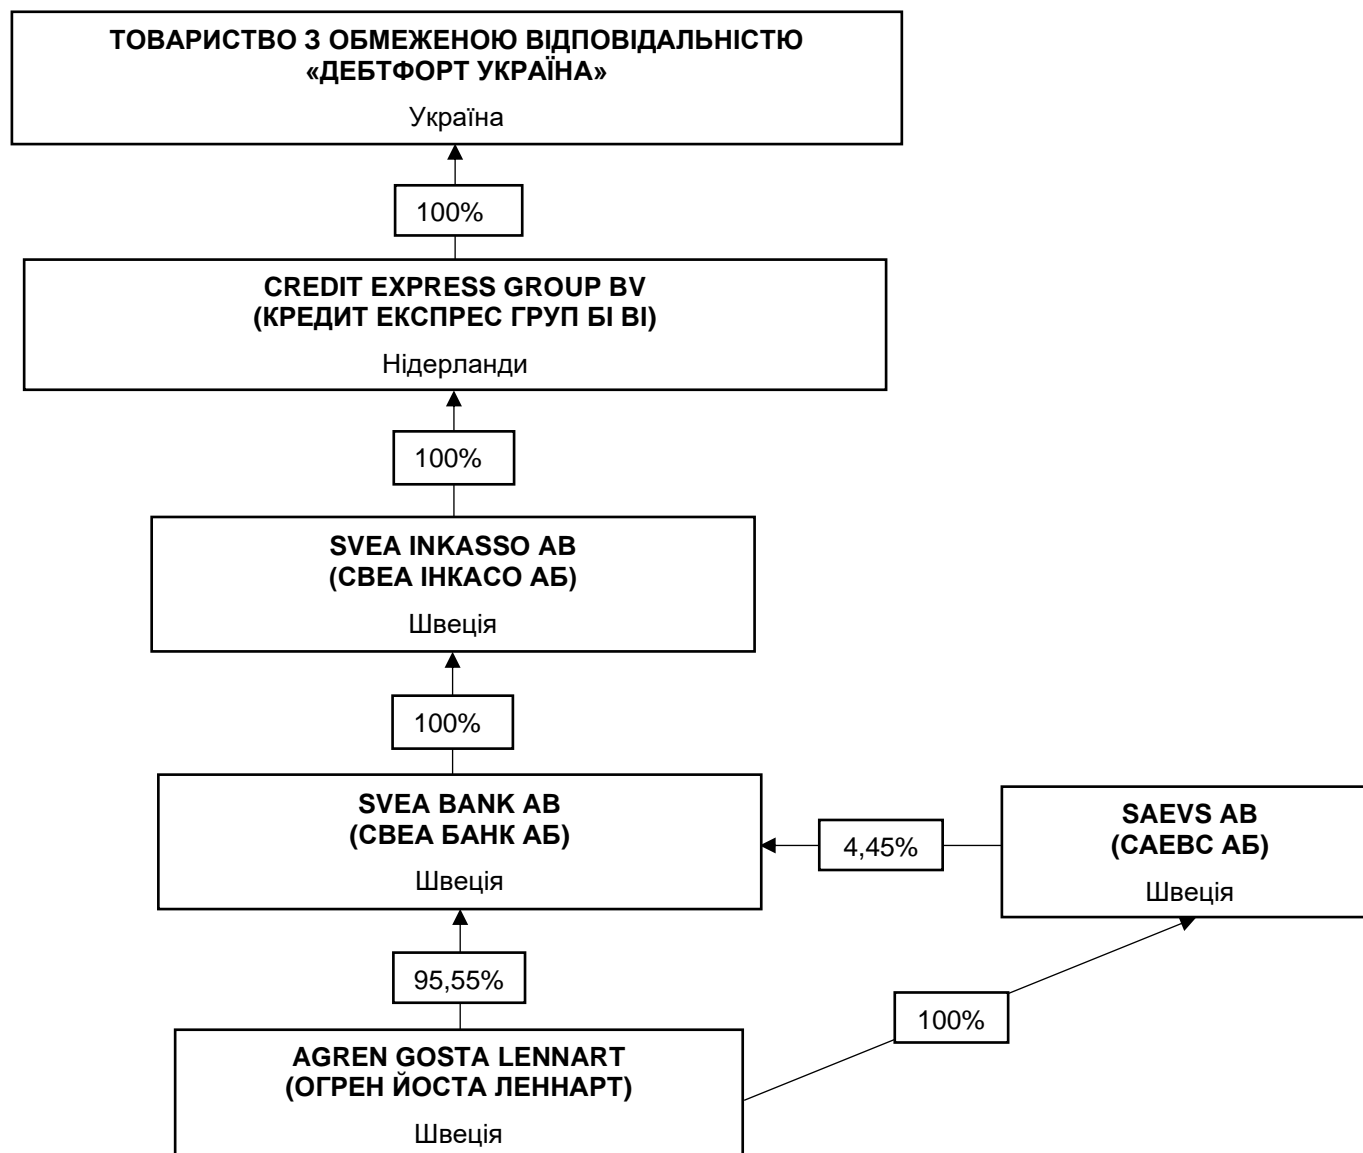 ТОВАРИСТВО З ОБМЕЖЕНОЮ ВІДПОВІДАЛЬНІСТЮ
«ДЕБТФОРТ УКРАЇНА»
Україна
100%
CREDIT EXPRESS GROUP BV
(КРЕДИТ ЕКСПРЕС ГРУП БІ ВІ)
Нідерланди
100%
SVEA INKASSO AB
(СВЕА ІНКАСО АБ)
Швеція
100%
SVEA BANK AB
(СВЕА БАНК АБ)
Швеція
4,45%
SAEVS AB
(САЕВС АБ)
Швеція
95,55%
100%
AGREN GOSTA LENNART
(ОГРЕН ЙОСТА ЛЕННАРТ)
Швеція